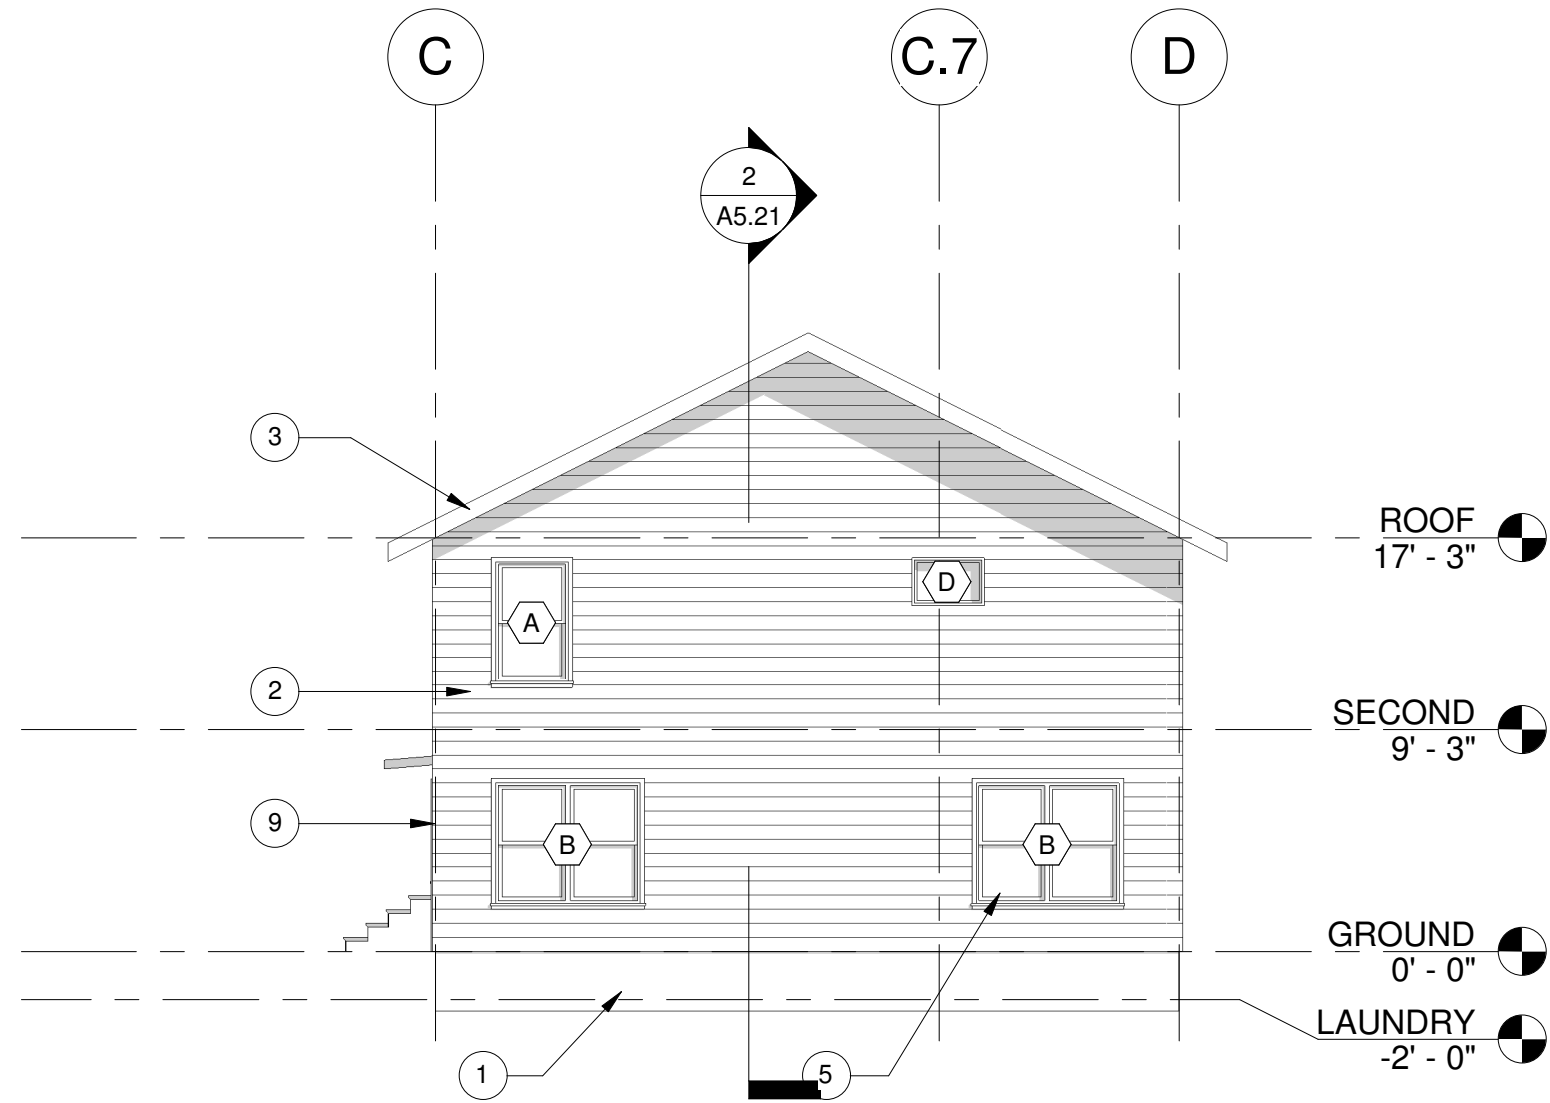 C
C.7
D
2
A5.21
3
ROOF
17' - 3"
D
A
2
SECOND
9' - 3"
9
B
B
GROUND
0' - 0"
LAUNDRY
-2' - 0"
1
5